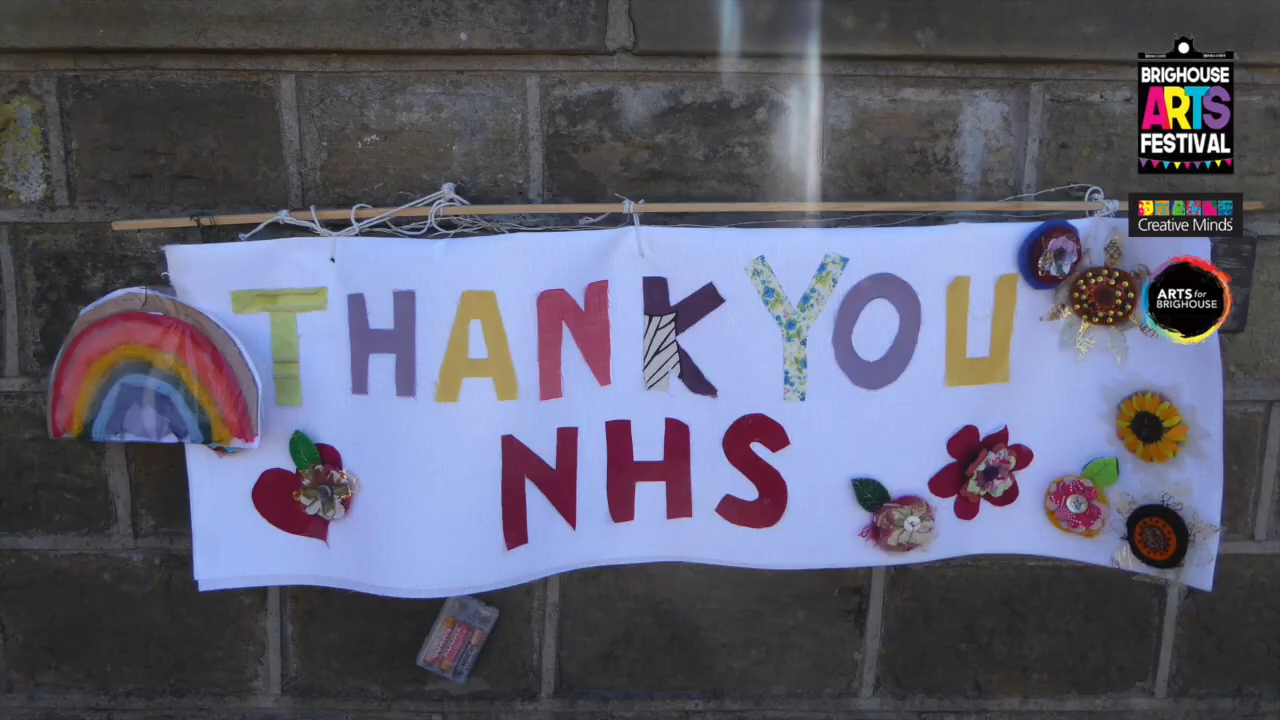 THANK YOU
NHS
BRIGHOUSE
ARTS
FESTIVAL
Creative Minds
ARTS for
BRIGHOUSE